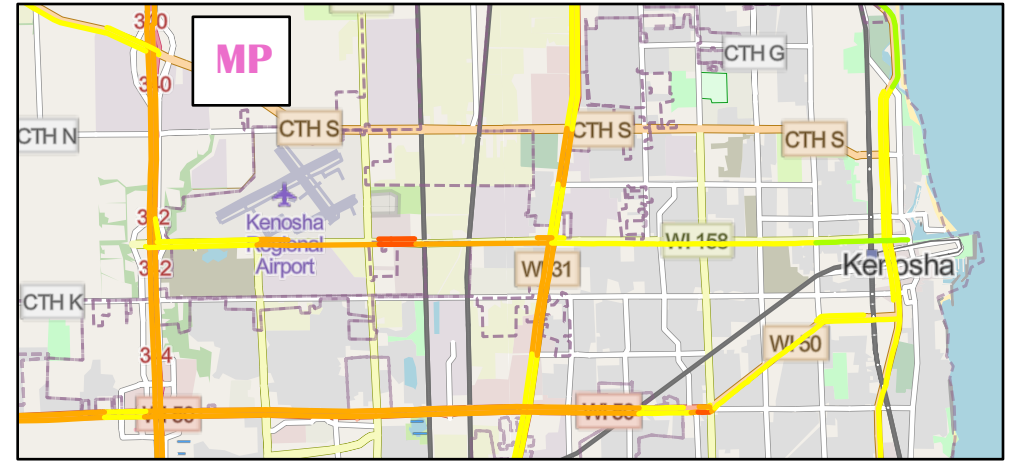 340
MP
340
CTH G
CTH N
CTH S
CTH S
CTH S
342
Kenosha
Regional
Airport
WI 158
342
WI 31
Kenosha
CTH K
WI 50
344
WI 50
WI 50